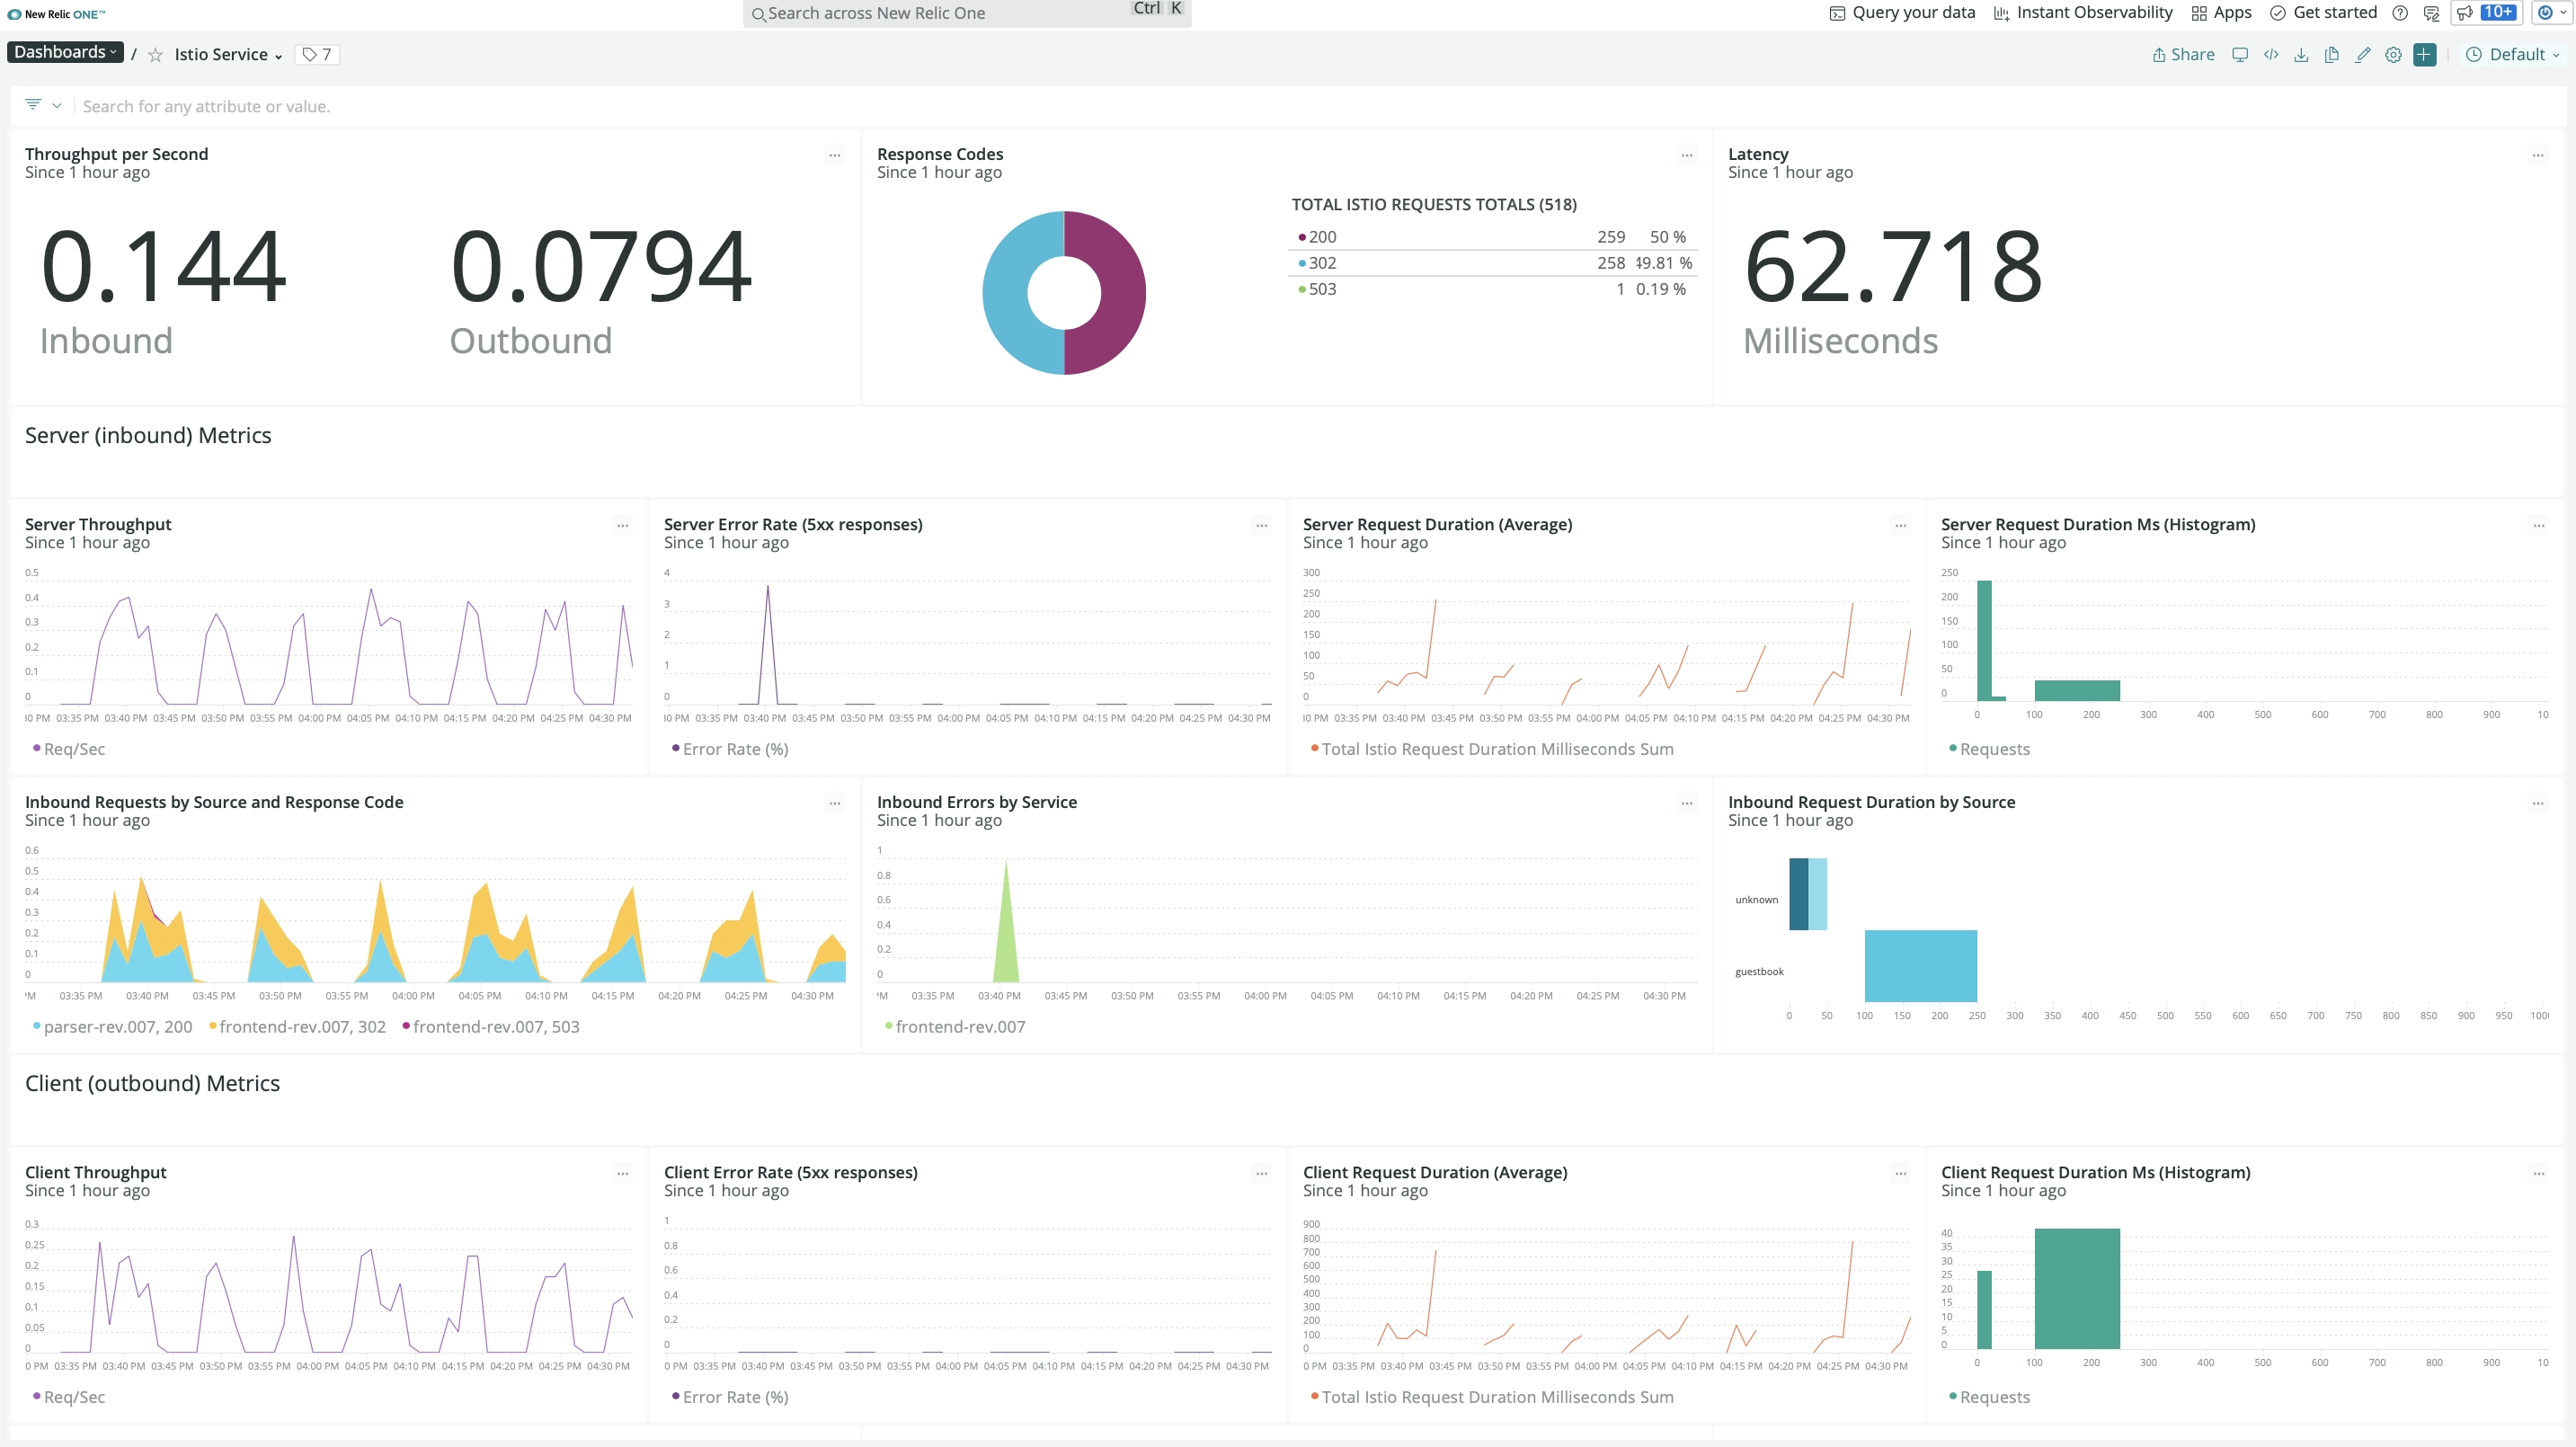 New Relic ONE™
Search across New Relic One Ctrl K
Query your data Instant Observability Apps Get started 10+
Dashboards / Istio Service 7
Share Default
Search for any attribute or value.
Throughput per Second
Since 1 hour ago
0.144
Inbound
0.0794
Outbound
Response Codes
Since 1 hour ago
TOTAL ISTIO REQUESTS TOTALS (518)
200 259 50 %
302 258 49.81 %
503 1 0.19 %
Latency
Since 1 hour ago
62.718
Milliseconds
Server (inbound) Metrics
Server Throughput
Since 1 hour ago
0.5
0.4
0.3
0.2
0.1
0
03:35 PM 03:40 PM 03:45 PM 03:50 PM 03:55 PM 04:00 PM 04:05 PM 04:10 PM 04:15 PM 04:20 PM 04:25 PM 04:30 PM
Req/Sec
Server Error Rate (5xx responses)
Since 1 hour ago
4
3
2
1
0
03:35 PM 03:40 PM 03:45 PM 03:50 PM 03:55 PM 04:00 PM 04:05 PM 04:10 PM 04:15 PM 04:20 PM 04:25 PM 04:30 PM
Error Rate (%)
Server Request Duration (Average)
Since 1 hour ago
300
250
200
150
100
50
0
03:35 PM 03:40 PM 03:45 PM 03:50 PM 03:55 PM 04:00 PM 04:05 PM 04:10 PM 04:15 PM 04:20 PM 04:25 PM 04:30 PM
Total Istio Request Duration Milliseconds Sum
Server Request Duration Ms (Histogram)
Since 1 hour ago
250
200
150
100
50
0
0 100 200 300 400 500 600 700 800 900 10
Requests
Inbound Requests by Source and Response Code
Since 1 hour ago
0.6
0.5
0.4
0.3
0.2
0.1
0
03:35 PM 03:40 PM 03:45 PM 03:50 PM 03:55 PM 04:00 PM 04:05 PM 04:10 PM 04:15 PM 04:20 PM 04:25 PM 04:30 PM
parser-rev.007, 200 frontend-rev.007, 302 frontend-rev.007, 503
Inbound Errors by Service
Since 1 hour ago
1
0.8
0.6
0.4
0.2
0
03:35 PM 03:40 PM 03:45 PM 03:50 PM 03:55 PM 04:00 PM 04:05 PM 04:10 PM 04:15 PM 04:20 PM 04:25 PM 04:30 PM
frontend-rev.007
Inbound Request Duration by Source
Since 1 hour ago
unknown
guestbook
0 50 100 150 200 250 300 350 400 450 500 550 600 650 700 750 800 850 900 950 100
Client (outbound) Metrics
Client Throughput
Since 1 hour ago
0.3
0.25
0.2
0.15
0.1
0.05
0
0 PM 03:35 PM 03:40 PM 03:45 PM 03:50 PM 03:55 PM 04:00 PM 04:05 PM 04:10 PM 04:15 PM 04:20 PM 04:25 PM 04:30 PM
Req/Sec
Client Error Rate (5xx responses)
Since 1 hour ago
1
0.8
0.6
0.4
0.2
0
0 PM 03:35 PM 03:40 PM 03:45 PM 03:50 PM 03:55 PM 04:00 PM 04:05 PM 04:10 PM 04:15 PM 04:20 PM 04:25 PM 04:30 PM
Error Rate (%)
Client Request Duration (Average)
Since 1 hour ago
900
800
700
600
500
400
300
200
100
0
0 PM 03:35 PM 03:40 PM 03:45 PM 03:50 PM 03:55 PM 04:00 PM 04:05 PM 04:10 PM 04:15 PM 04:20 PM 04:25 PM 04:30 PM
Total Istio Request Duration Milliseconds Sum
Client Request Duration Ms (Histogram)
Since 1 hour ago
40
35
30
25
20
15
10
5
0
0 100 200 300 400 500 600 700 800 900 10
Requests